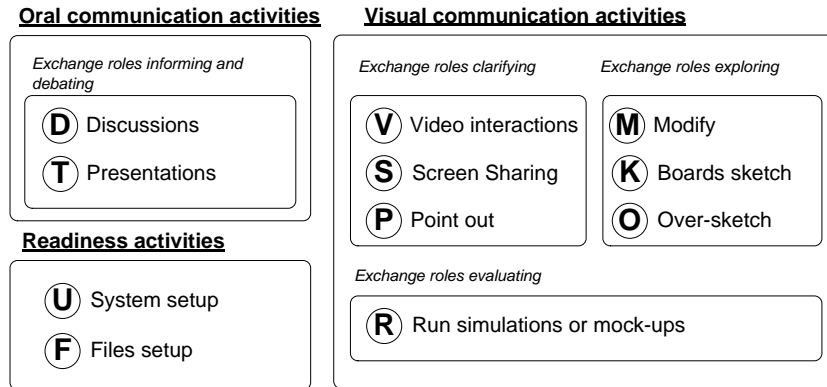 Oral communication activities
Exchange roles informing and
debating
D Discussions
T Presentations
Readiness activities
U System setup
F Files setup
Visual communication activities
Exchange roles clarifying
V Video interactions
S Screen Sharing
P Point out
Exchange roles exploring
M Modify
K Boards sketch
O Over-sketch
Exchange roles evaluating
R Run simulations or mock-ups